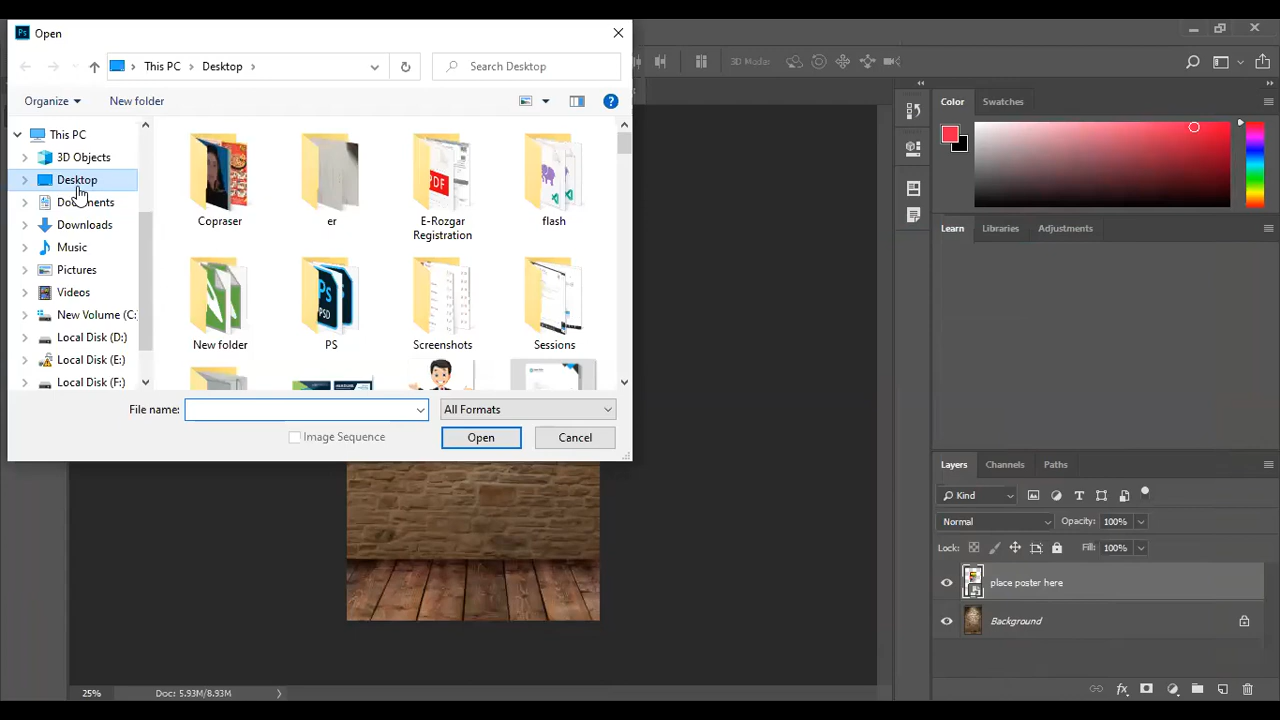 Open
This PC
Desktop
Search Desktop
Organize
New folder
This PC
3D Objects
Desktop
Documents
Downloads
Music
Pictures
Videos
New Volume (C:
Local Disk (D:)
Local Disk (E:)
Local Disk (F:)
Copraser
er
E-Rozgar
Registration
flash
New folder
PS
Screenshots
Sessions
File name:
All Formats
Image Sequence
Open
Cancel
3D Mode:
Color
Swatches
Learn
Libraries
Adjustments
Layers
Channels
Paths
Kind
Normal
Opacity:
100%
Lock:
Fill:
100%
place poster here
Background
25%
Doc: 5.93M/8.93M